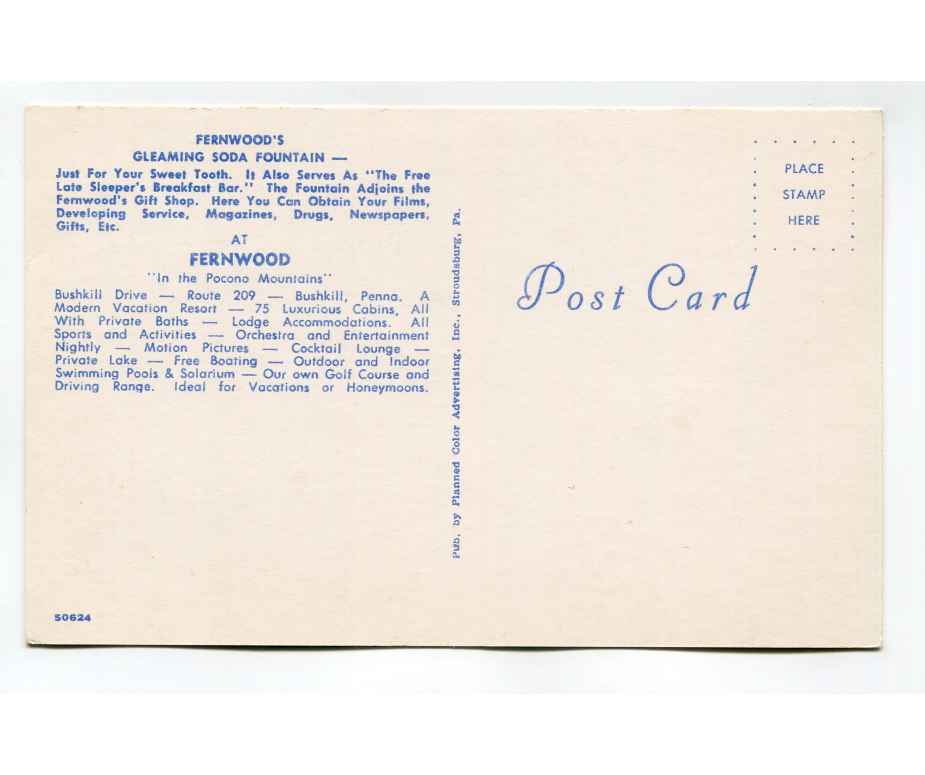 FERNWOOD'S
GLEAMING SODA FOUNTAIN —
Just For Your Sweet Tooth. It Also Serves As "The Free
Late Sleeper's Breakfast Bar." The Fountain Adjoins the
Fernwood's Gift Shop. Here You Can Obtain Your Films,
Developing Service, Magazines, Drugs, Newspapers,
Gifts, Etc.
AT
FERNWOOD
"In the Pocono Mountains"
Bushkill Drive — Route 209 — Bushkill, Penna. A
Modern Vacation Resort — 75 Luxurious Cabins, All
With Private Baths — Lodge Accommodations. All
Sports and Activities — Orchestra and Entertainment
Nightly — Motion Pictures — Cocktail Lounge —
Private Lake — Free Boating — Outdoor and Indoor
Swimming Pools & Solarium — Our own Golf Course and
Driving Range. Ideal for Vacations or Honeymoons.
S0624
Pub. by Planned Color Advertising, Inc., Stroudsburg, Pa.
Post Card
PLACE
STAMP
HERE